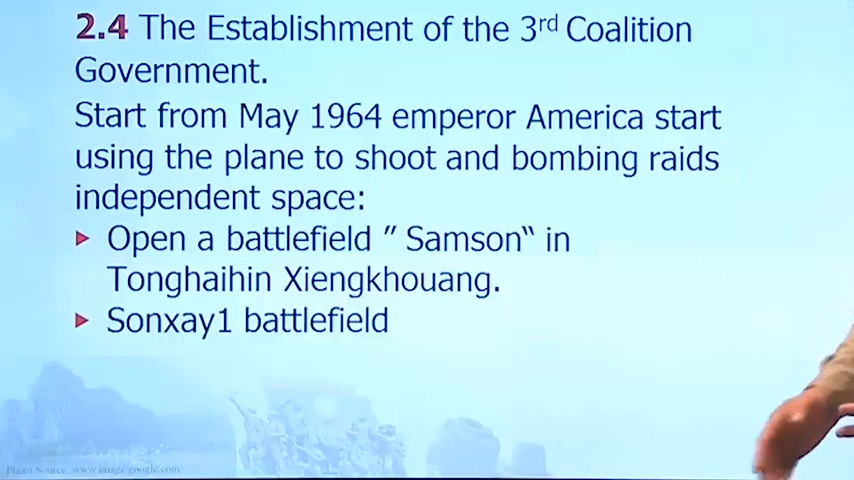 2.4 The Establishment of the 3rd Coalition
Government.
Start from May 1964 emperor America start
using the plane to shoot and bombing raids
independent space:
▶ Open a battlefield ” Samson“ in
Tonghaihin Xiengkhouang.
▶ Sonxay1 battlefield
Photo Source: www.image.google.com